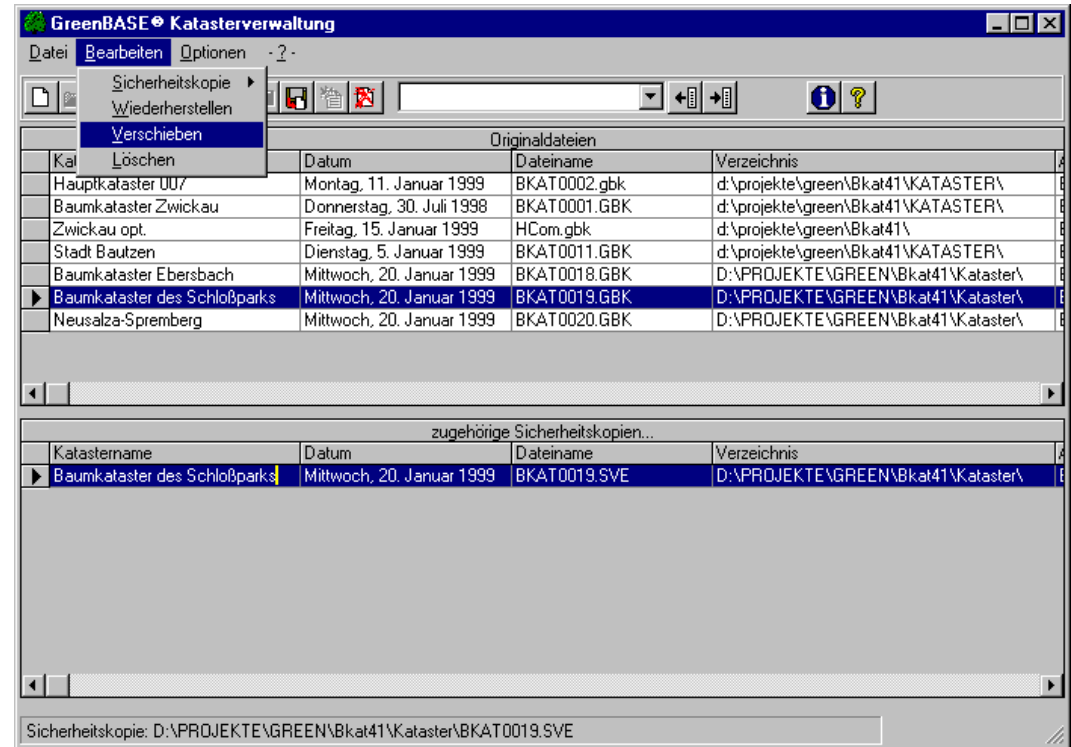 GreenBASE® Katasterverwaltung
Datei Bearbeiten Optionen - ? -
Sicherheitskopie
Wiederherstellen
Verschieben
Löschen
Originaldateien
Datum Dateiname Verzeichnis
Hauptkataster 007 Montag, 11. Januar 1999 BKAT0002.gbk d:\projekte\green\Bkat41\KATASTER\
Baumkataster Zwickau Donnerstag, 30. Juli 1998 BKAT0001.GBK d:\projekte\green\Bkat41\KATASTER\
Zwickau opt. Freitag, 15. Januar 1999 HCom.gbk d:\projekte\green\Bkat41\
Stadt Bautzen Dienstag, 5. Januar 1999 BKAT0011.GBK d:\projekte\green\Bkat41\KATASTER\
Baumkataster Ebersbach Mittwoch, 20. Januar 1999 BKAT0018.GBK D:\PROJEKTE\GREEN\Bkat41\Kataster\
Baumkataster des Schloßparks Mittwoch, 20. Januar 1999 BKAT0019.GBK D:\PROJEKTE\GREEN\Bkat41\Kataster\
Neusalza-Spremberg Mittwoch, 20. Januar 1999 BKAT0020.GBK D:\PROJEKTE\GREEN\Bkat41\Kataster\
zugehörige Sicherheitskopien...
Katastername Datum Dateiname Verzeichnis
Baumkataster des Schloßparks Mittwoch, 20. Januar 1999 BKAT0019.SVE D:\PROJEKTE\GREEN\Bkat41\Kataster\
Sicherheitskopie: D:\PROJEKTE\GREEN\Bkat41\Kataster\BKAT0019.SVE